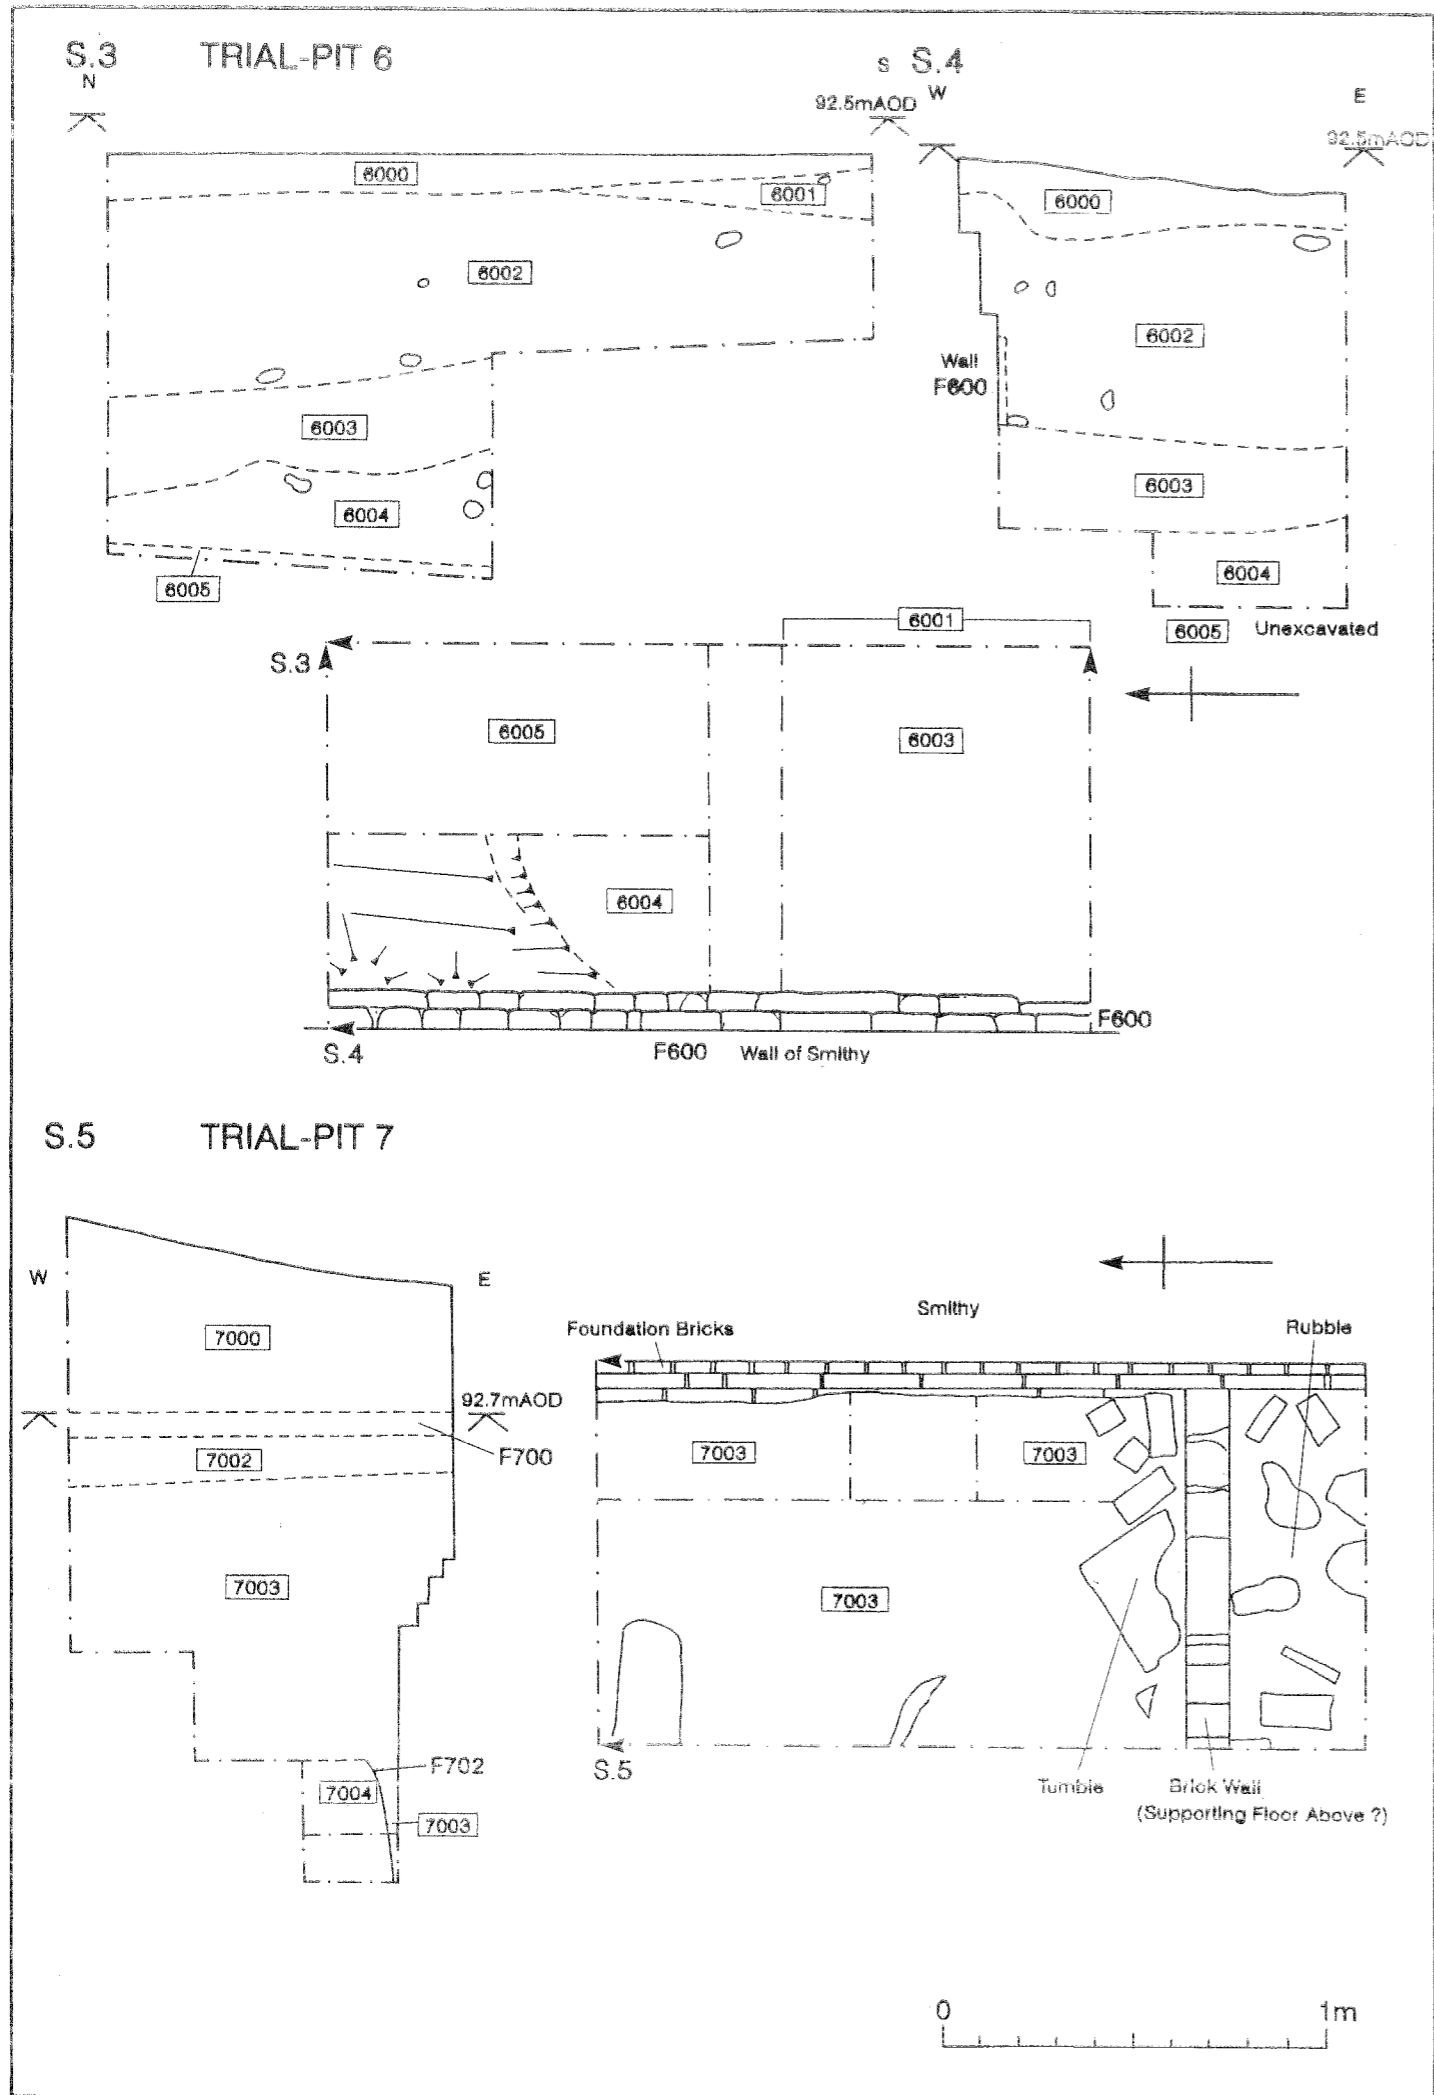 S.3 TRIAL-PIT 6
N
S S.4
92.5mAOD W
E
92.5mAOD
6000
6001
6002
6003
6004
6005
6000
6002
Wall
F600
6003
6004
6005 Unexcavated
6001
S.3
6005
6003
6004
F600
S.4
F600 Wall of Smithy
S.5 TRIAL-PIT 7
W
E
7000
92.7mAOD
F700
7002
7003
F702
7004
7003
Smithy
Foundation Bricks
Rubble
7003
7003
7003
S.5
Tumble
Brick Wall
(Supporting Floor Above ?)
0 1m